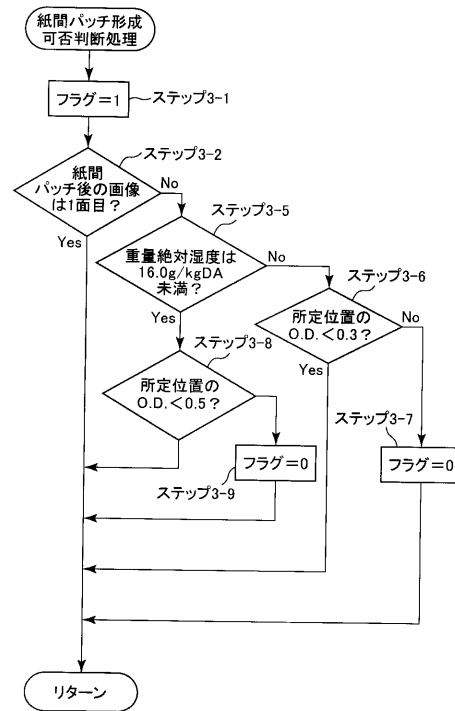 紙間パッチ形成
可否判断処理
フラグ=1
ステップ3-1
ステップ3-2
紙間
パッチ後の画像
は1面目?
No
Yes
ステップ3-5
重量絶対湿度は
16.0g/kgDA
未満?
No
Yes
ステップ3-6
所定位置の
O.D.<0.3?
No
Yes
ステップ3-8
所定位置の
O.D.<0.5?
ステップ3-7
フラグ=0
フラグ=0
ステップ3-9
リターン